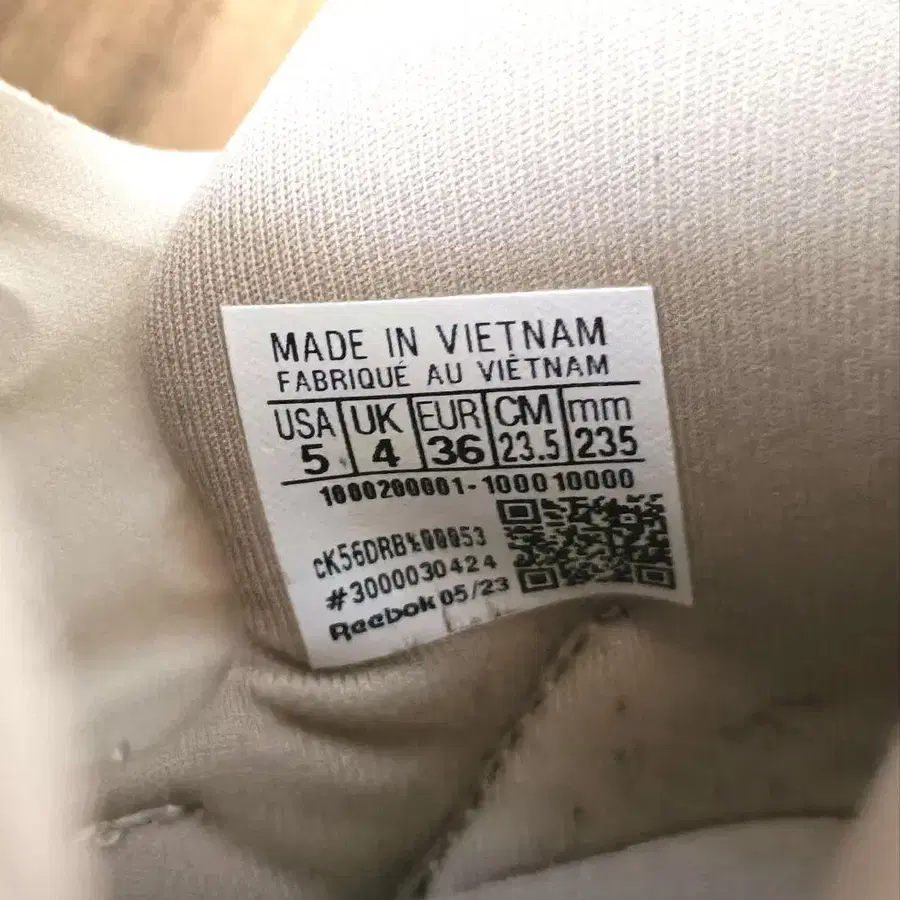 MADE IN VIETNAM
FABRIQUÉ AU VIÊTNAM
USA UK EUR CM mm
5 4 36 23.5 235
1000200001-1000 10000
cK56DRB%00053
#3000030424
Reebok 05/23